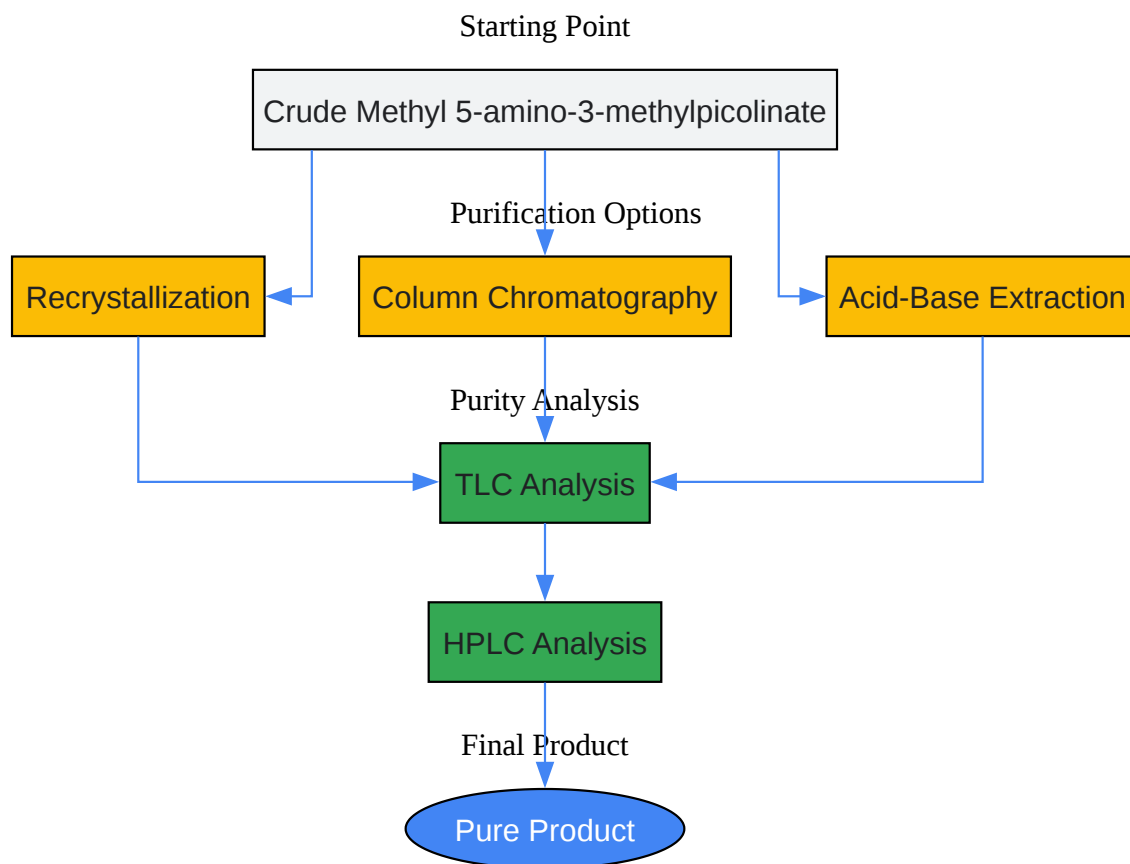 Starting Point
Crude Methyl 5-amino-3-methylpicolinate
Purification Options
Recrystallization
Column Chromatography
Acid-Base Extraction
Purity Analysis
TLC Analysis
HPLC Analysis
Final Product
Pure Product